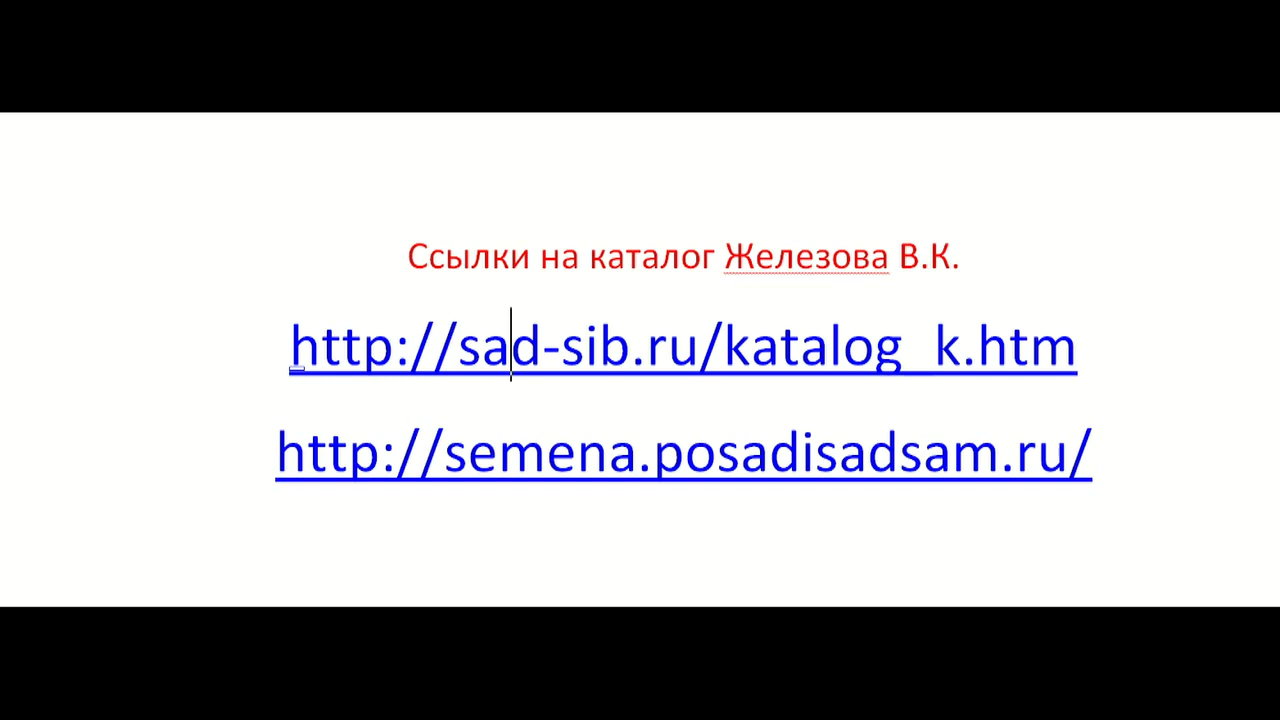 Ссылки на каталог Железова В.К.
http://sad-sib.ru/katalog_k.htm
http://semena.posadisadsam.ru/